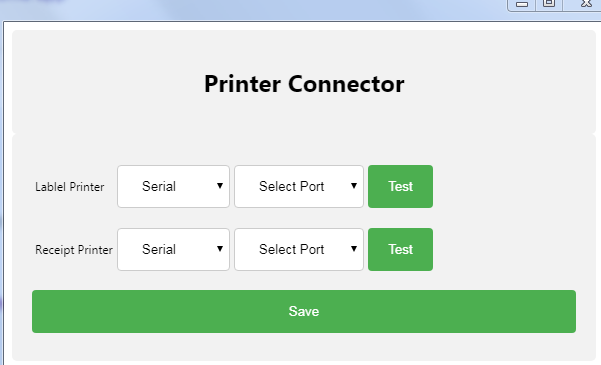 Printer Connector
Lablel Printer Serial Select Port Test
Receipt Printer Serial Select Port Test
Save